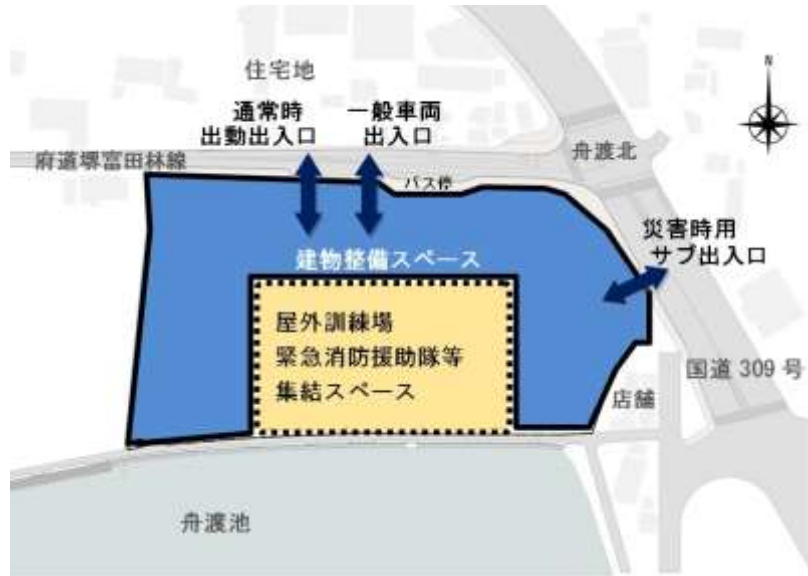 住宅地
N
通常時
出動出入口
一般車両
出入口
府道堺富田林線
舟渡北
バス停
災害時用
サブ出入口
建物整備スペース
屋外訓練場
緊急消防援助隊等
集結スペース
国道 309 号
店舗
舟渡池